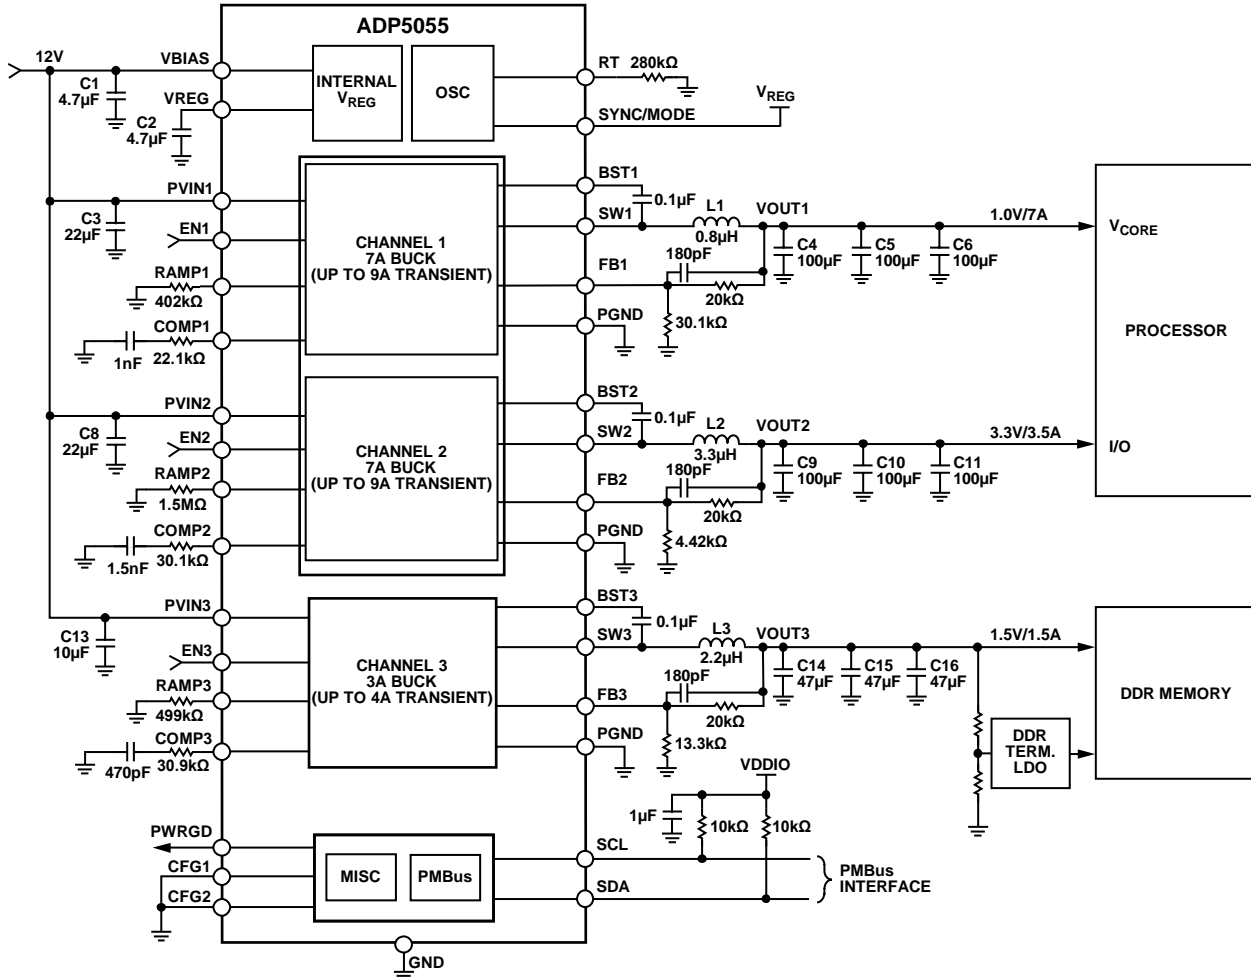 ADP5055
12V
VBIAS
C1
4.7µF
VREG
C2
4.7µF
INTERNAL
VREG
OSC
RT
280kΩ
SYNC/MODE
VREG
PVIN1
C3
22µF
EN1
RAMP1
402kΩ
COMP1
1nF
22.1kΩ
CHANNEL 1
7A BUCK
(UP TO 9A TRANSIENT)
BST1
0.1µF
SW1
L1
0.8µH
VOUT1
180pF
FB1
20kΩ
30.1kΩ
PGND
C4
100µF
C5
100µF
C6
100µF
1.0V/7A
VCORE
PROCESSOR
I/O
PVIN2
C8
22µF
EN2
RAMP2
1.5MΩ
COMP2
1.5nF
30.1kΩ
CHANNEL 2
7A BUCK
(UP TO 9A TRANSIENT)
BST2
0.1µF
SW2
L2
3.3µH
VOUT2
180pF
FB2
20kΩ
4.42kΩ
PGND
C9
100µF
C10
100µF
C11
100µF
3.3V/3.5A
PVIN3
C13
10µF
EN3
RAMP3
499kΩ
COMP3
470pF
30.9kΩ
CHANNEL 3
3A BUCK
(UP TO 4A TRANSIENT)
BST3
0.1µF
SW3
L3
2.2µH
VOUT3
180pF
FB3
20kΩ
13.3kΩ
PGND
C14
47µF
C15
47µF
C16
47µF
1.5V/1.5A
DDR
TERM.
LDO
DDR MEMORY
VDDIO
1µF
10kΩ
10kΩ
PWRGD
CFG1
CFG2
MISC
PMBus
SCL
SDA
PMBus
INTERFACE
GND